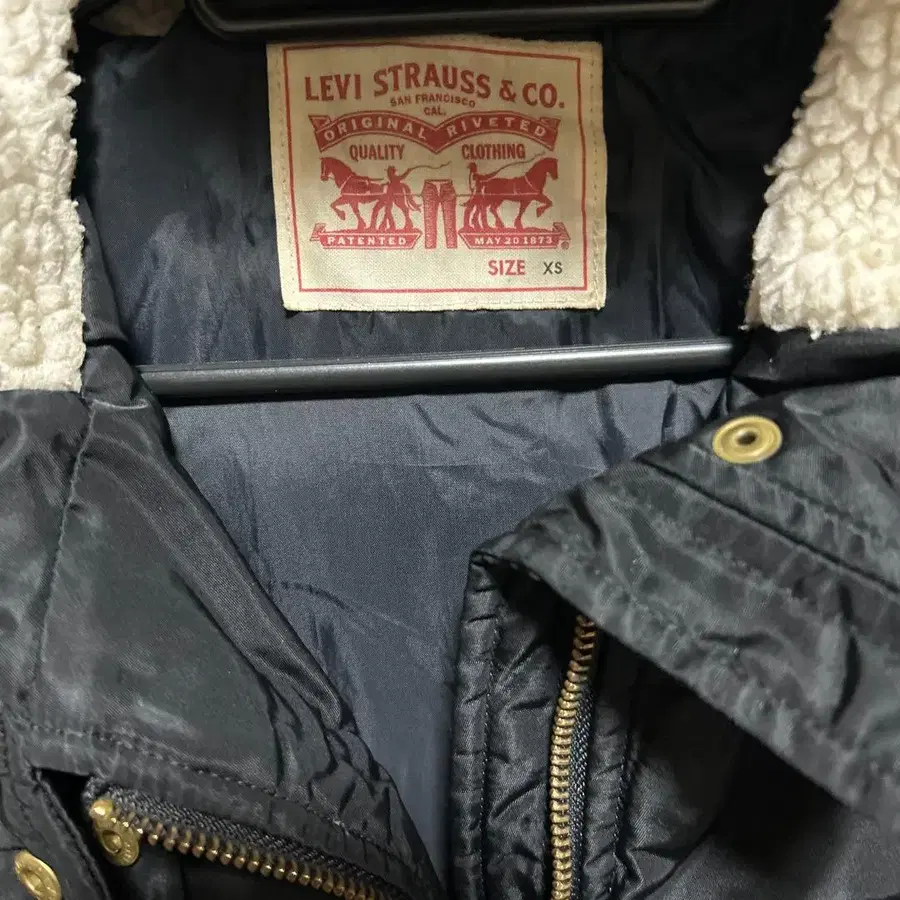 LEVI STRAUSS & CO.
SAN FRANCISCO
CAL.
ORIGINAL RIVETED
QUALITY CLOTHING
PATENTED MAY 20 1873 ®
SIZE XS